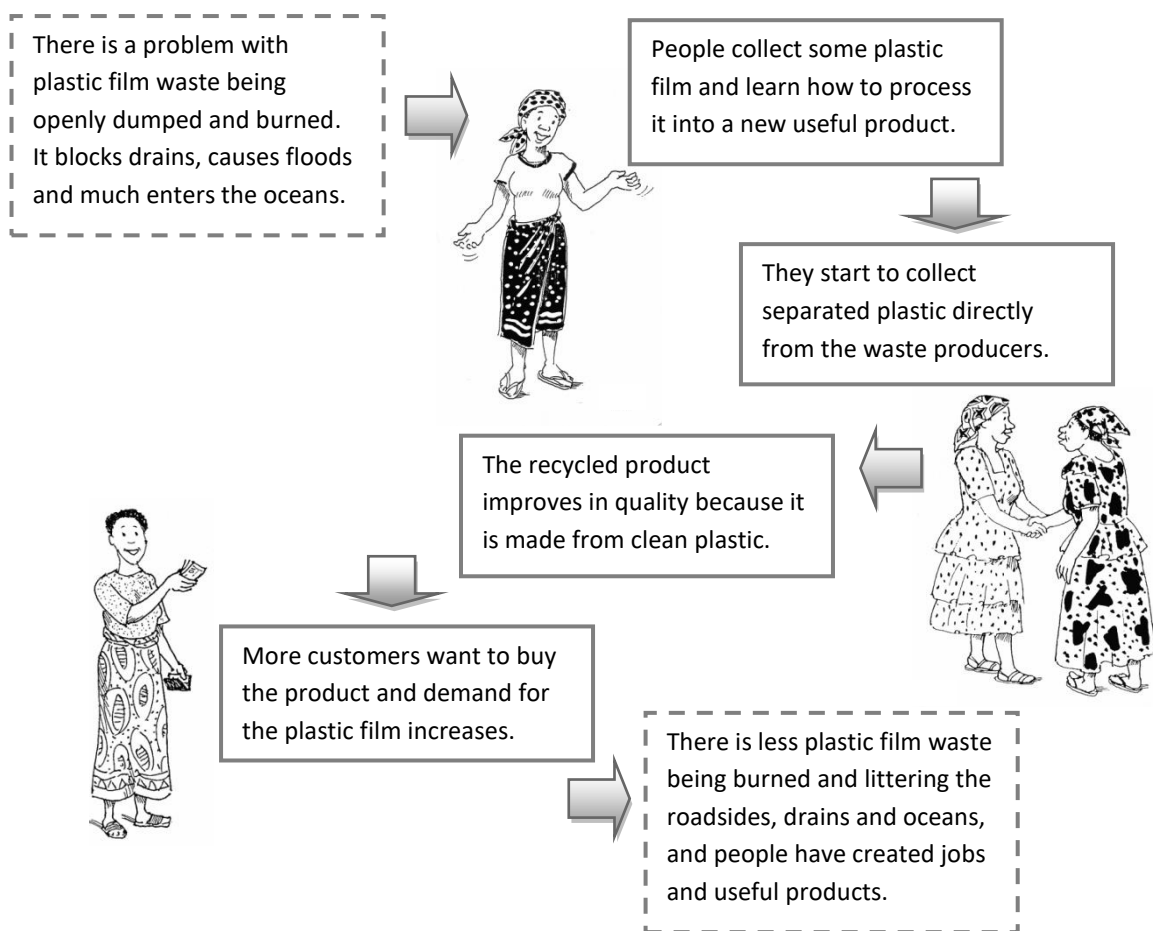 There is a problem with
plastic film waste being
openly dumped and burned.
It blocks drains, causes floods
and much enters the oceans.
People collect some plastic
film and learn how to process
it into a new useful product.
They start to collect
separated plastic directly
from the waste producers.
The recycled product
improves in quality because it
is made from clean plastic.
More customers want to buy
the product and demand for
the plastic film increases.
There is less plastic film waste
being burned and littering the
roadsides, drains and oceans,
and people have created jobs
and useful products.